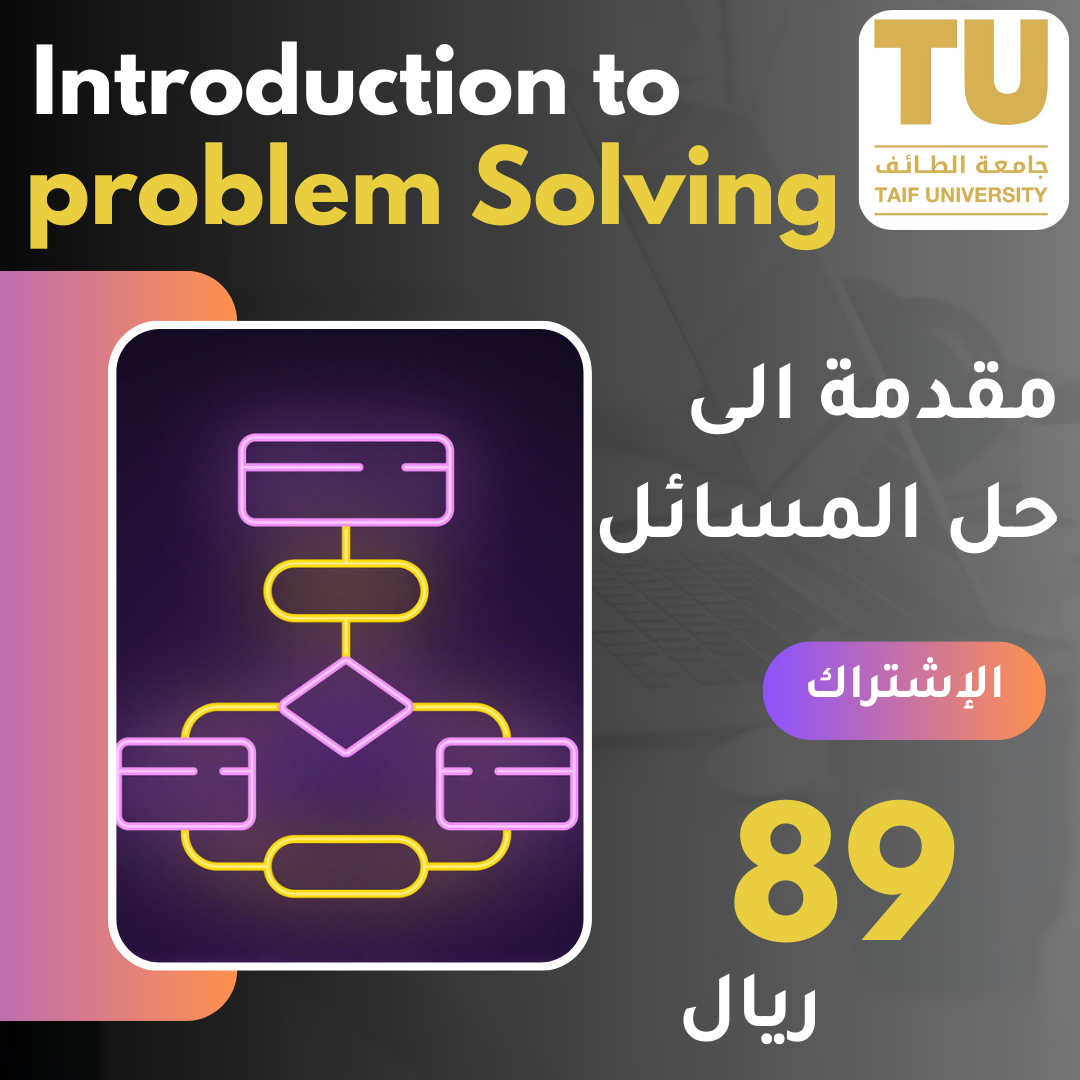 Introduction to
problem Solving
TU
جامعة الطائف
TAIF UNIVERSITY
مقدمة الى
حل المسائل
الإشتراك
89
ريال